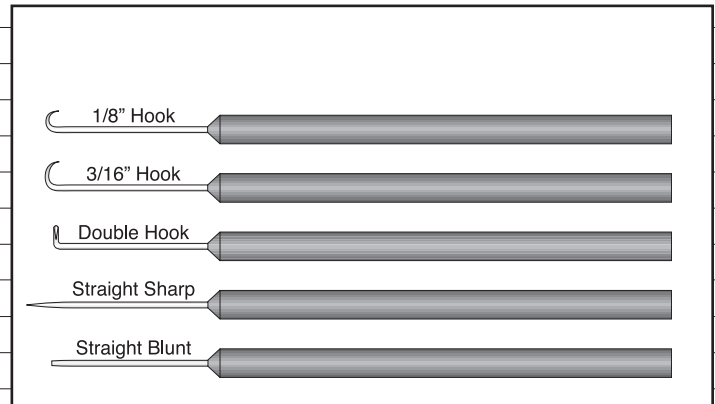 1/8” Hook
3/16” Hook
Double Hook
Straight Sharp
Straight Blunt